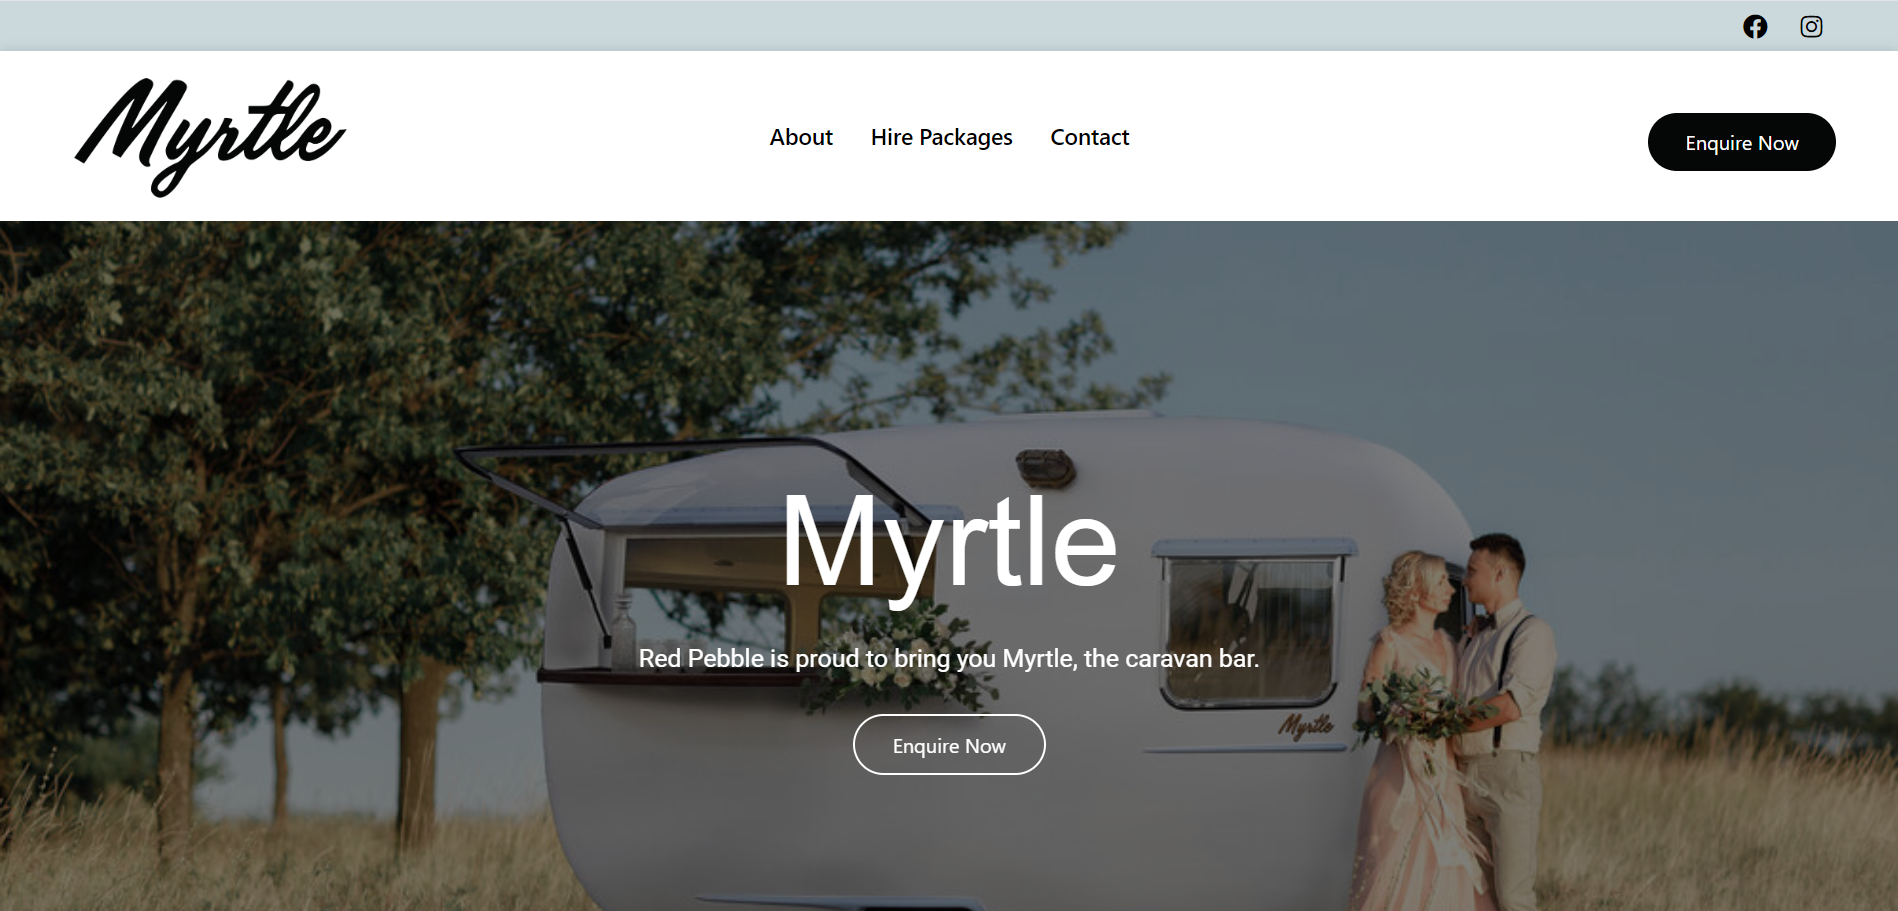 Myrtle
About Hire Packages Contact
Enquire Now
Myrtle
Red Pebble is proud to bring you Myrtle, the caravan bar.
Myrtle
Enquire Now